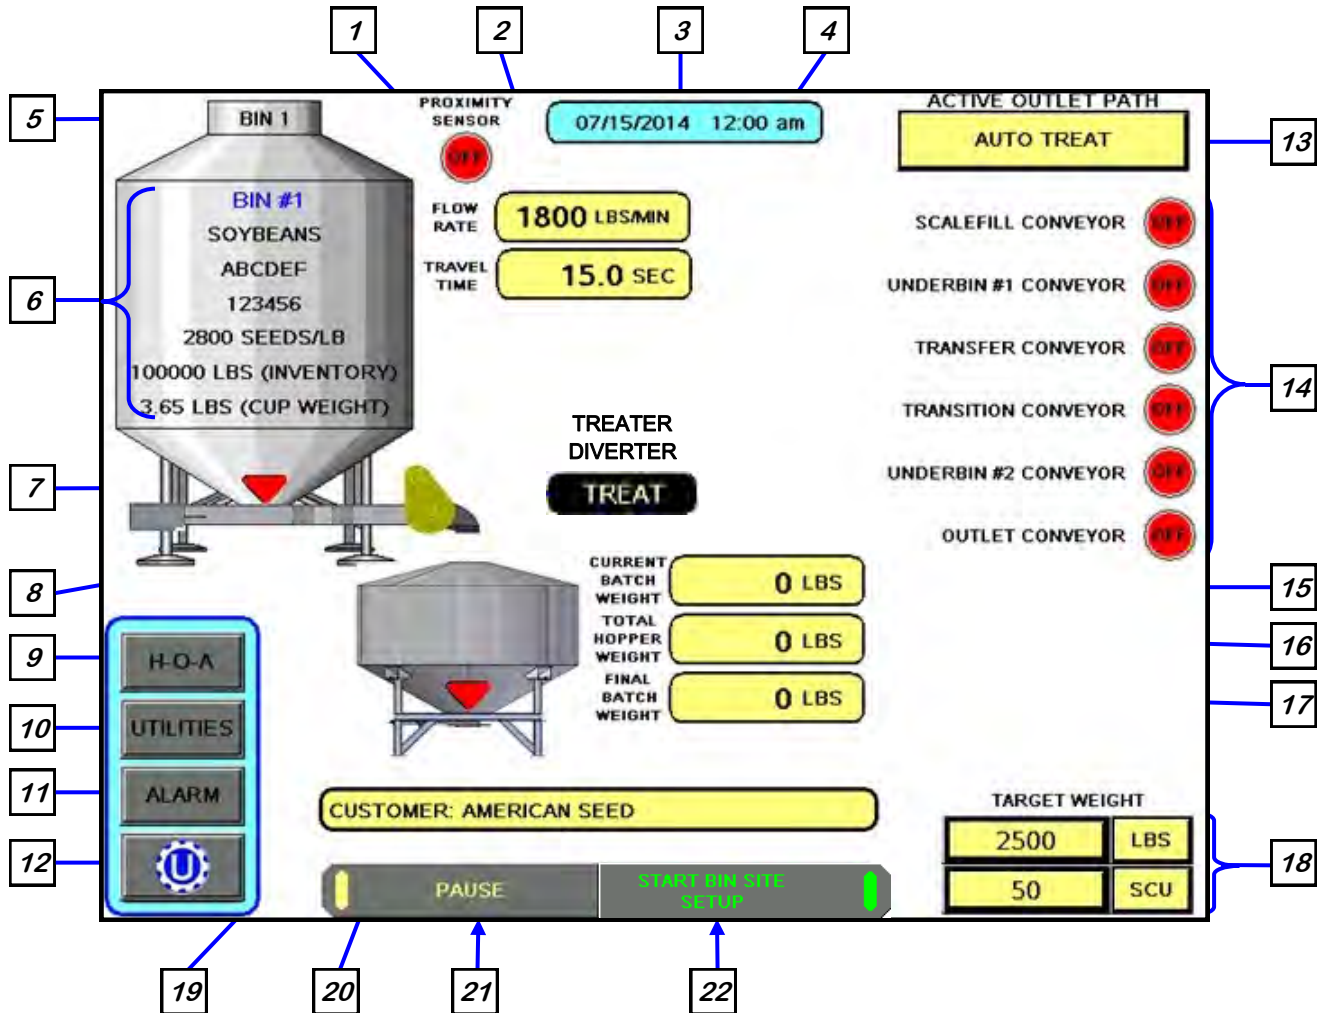 1
2
3
4
5
6
7
8
9
10
11
12
13
14
15
16
17
18
19
20
21
22
BIN 1
BIN #1
SOYBEANS
ABCDEF
123456
2800 SEEDS/LB
100000 LBS (INVENTORY)
3.65 LBS (CUP WEIGHT)
PROXIMITY
SENSOR
OFF
FLOW
RATE
1800 LBS/MIN
TRAVEL
TIME
15.0 SEC
07/15/2014 12:00 am
ACTIVE OUTLET PATH
AUTO TREAT
SCALEFILL CONVEYOR OFF
UNDERBIN #1 CONVEYOR OFF
TRANSFER CONVEYOR OFF
TRANSITION CONVEYOR OFF
UNDERBIN #2 CONVEYOR OFF
OUTLET CONVEYOR OFF
TREATER
DIVERTER
TREAT
CURRENT
BATCH
WEIGHT
0 LBS
TOTAL
HOPPER
WEIGHT
0 LBS
FINAL
BATCH
WEIGHT
0 LBS
H-O-A
UTILITIES
ALARM
U
CUSTOMER: AMERICAN SEED
PAUSE
START BIN SITE
SETUP
TARGET WEIGHT
2500 LBS
50 SCU